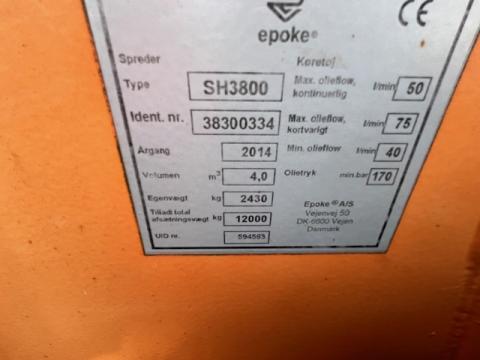 CE
epoke®
Spreder Køretøj
Type SH3800 Max. olieflow, kontinuerlig l/min 50
Ident. nr. 38300334 Max. olieflow, kortvarigt l/min 75
Årgang 2014 Min. olieflow l/min 40
Volumen m³ 4,0 Olietryk min. bar 170
Egenvægt kg 2430
Tilladt total afsætningsvægt kg 12000
UID nr. 594563
Epoke® A/S
Vejenvej 50
DK-6600 Vejen
Danmark